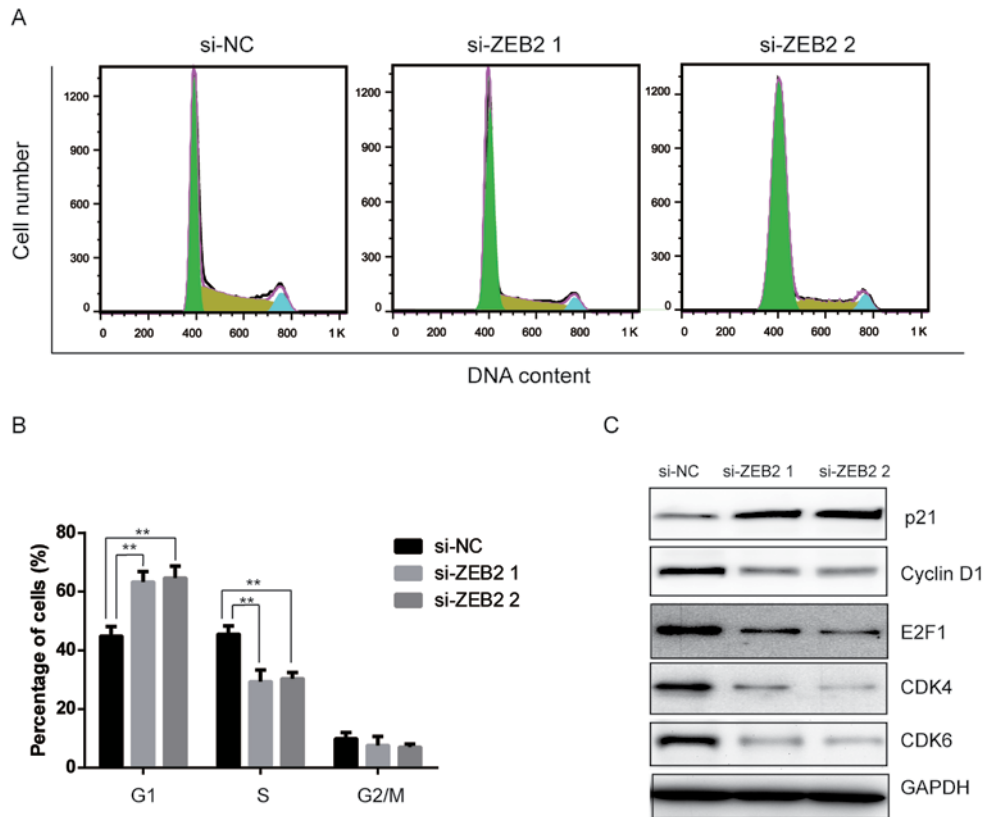 A
si-NC
si-ZEB2 1
si-ZEB2 2
Cell number
1200
900
600
300
0
0 200 400 600 800 1K
1200
900
600
300
0
0 200 400 600 800 1K
1200
900
600
300
0
0 200 400 600 800 1K
DNA content
B
Percentage of cells (%)
80
60
40
20
0
** **
** **
si-NC
si-ZEB2 1
si-ZEB2 2
G1 S G2/M
C
si-NC si-ZEB2 1 si-ZEB2 2
p21
Cyclin D1
E2F1
CDK4
CDK6
GAPDH